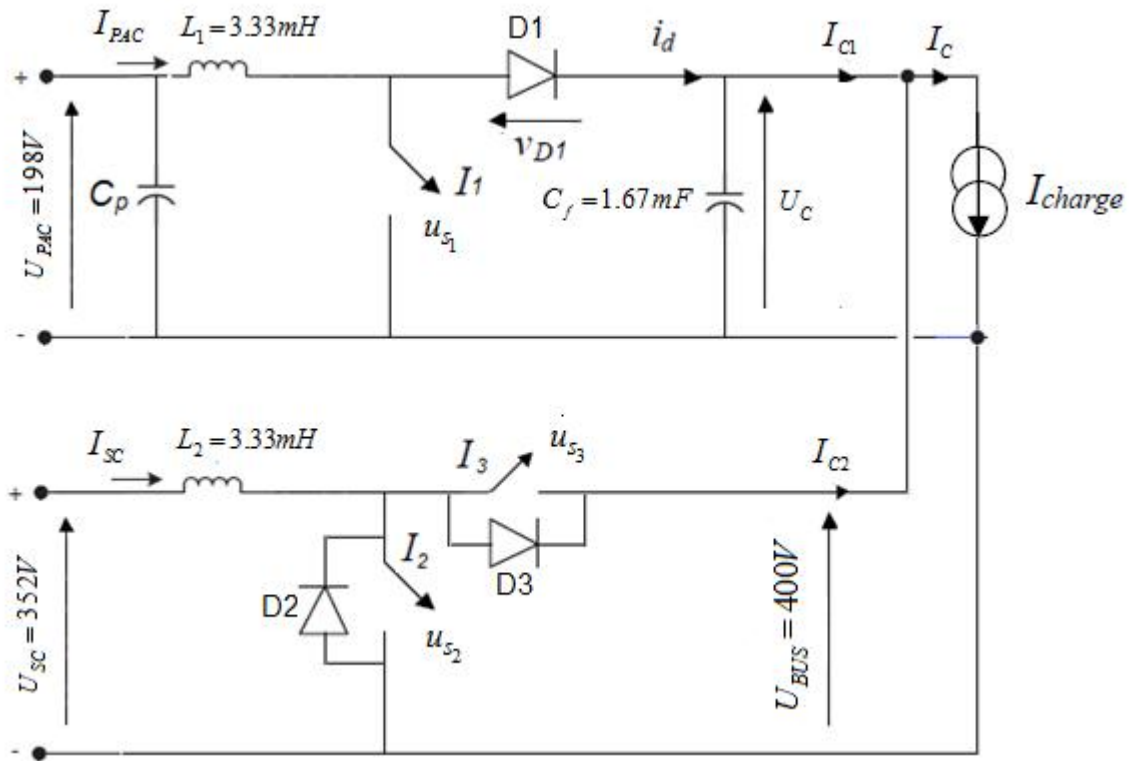 I_PAC
L_1 = 3.33mH
D1
i_d
I_C1
I_C
+
U_PAC = 198V
C_p
I_1
u_s1
v_D1
C_f = 1.67mF
U_C
I_charge
-
I_SC
L_2 = 3.33mH
I_3
u_s3
I_C2
+
U_SC = 352V
D2
I_2
u_s2
D3
U_BUS = 400V
-